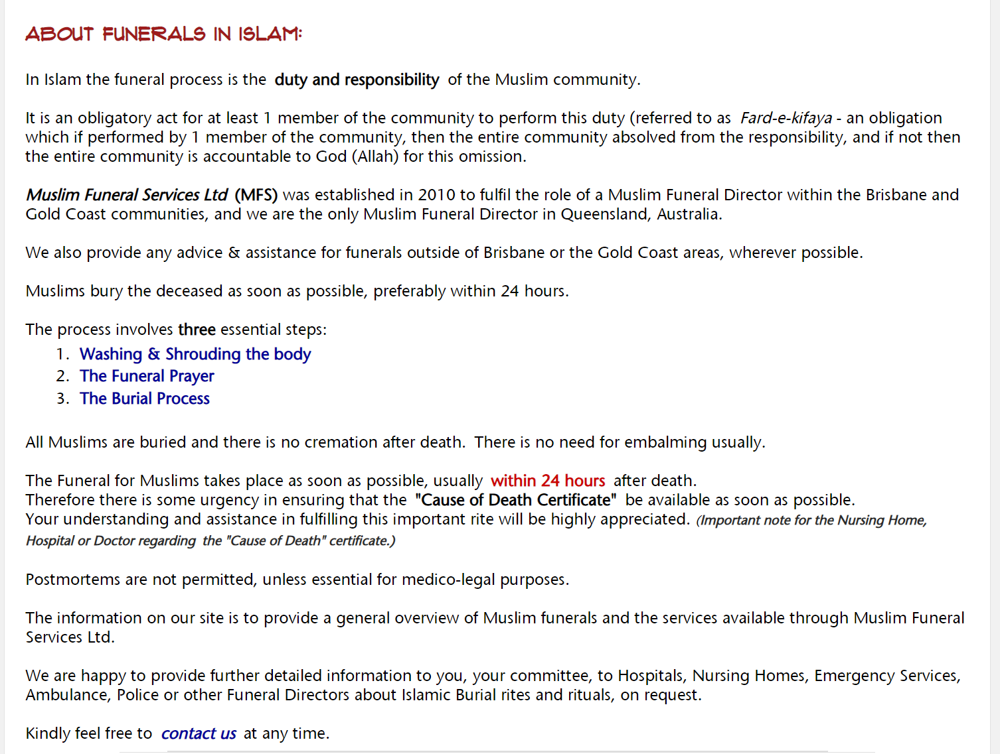 ABOUT FUNERALS IN ISLAM:
In Islam the funeral process is the duty and responsibility of the Muslim community.
It is an obligatory act for at least 1 member of the community to perform this duty (referred to as Fard-e-kifaya - an obligation
which if performed by 1 member of the community, then the entire community absolved from the responsibility, and if not then
the entire community is accountable to God (Allah) for this omission.
Muslim Funeral Services Ltd (MFS) was established in 2010 to fulfil the role of a Muslim Funeral Director within the Brisbane and
Gold Coast communities, and we are the only Muslim Funeral Director in Queensland, Australia.
We also provide any advice & assistance for funerals outside of Brisbane or the Gold Coast areas, wherever possible.
Muslims bury the deceased as soon as possible, preferably within 24 hours.
The process involves three essential steps:
1. Washing & Shrouding the body
2. The Funeral Prayer
3. The Burial Process
All Muslims are buried and there is no cremation after death. There is no need for embalming usually.
The Funeral for Muslims takes place as soon as possible, usually within 24 hours after death.
Therefore there is some urgency in ensuring that the "Cause of Death Certificate" be available as soon as possible.
Your understanding and assistance in fulfilling this important rite will be highly appreciated. (Important note for the Nursing Home,
Hospital or Doctor regarding the "Cause of Death" certificate.)
Postmortems are not permitted, unless essential for medico-legal purposes.
The information on our site is to provide a general overview of Muslim funerals and the services available through Muslim Funeral
Services Ltd.
We are happy to provide further detailed information to you, your committee, to Hospitals, Nursing Homes, Emergency Services,
Ambulance, Police or other Funeral Directors about Islamic Burial rites and rituals, on request.
Kindly feel free to contact us at any time.